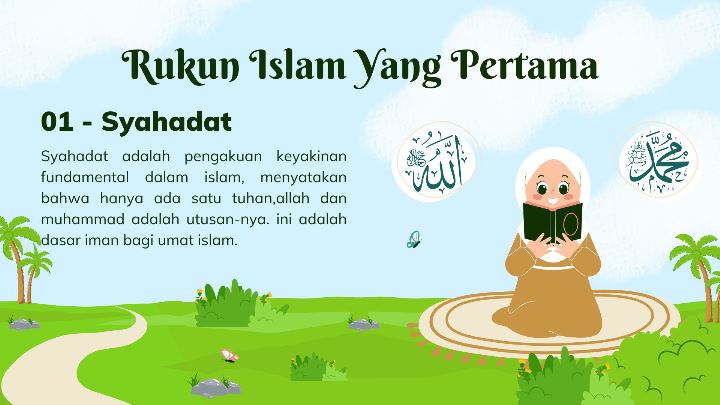 Rukun Islam Yang Pertama
01 - Syahadat
Syahadat adalah pengakuan keyakinan
fundamental dalam islam, menyatakan
bahwa hanya ada satu tuhan,allah dan
muhammad adalah utusan-nya. ini adalah
dasar iman bagi umat islam.
الله
محمد